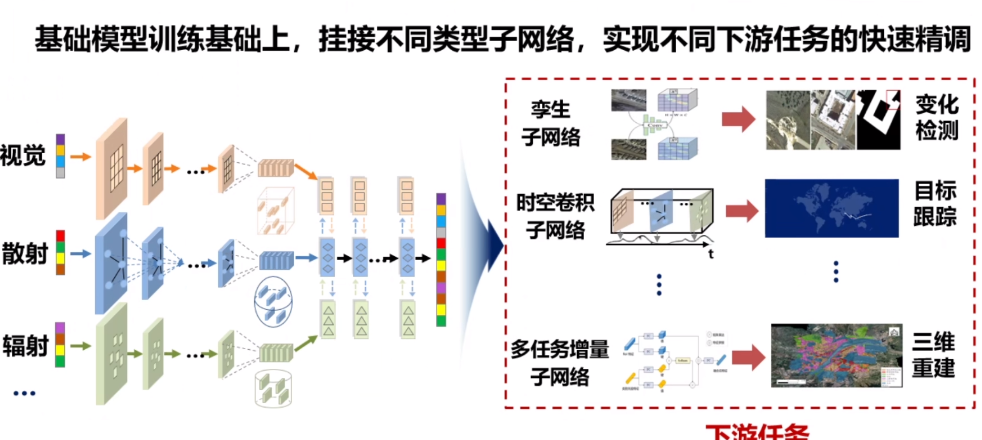 基础模型训练基础上，挂接不同类型子网络，实现不同下游任务的快速精调
视觉
散射
辐射
...
孪生
子网络
变化
检测
时空卷积
子网络
t
目标
跟踪
多任务增量
子网络
三维
重建
下游任务